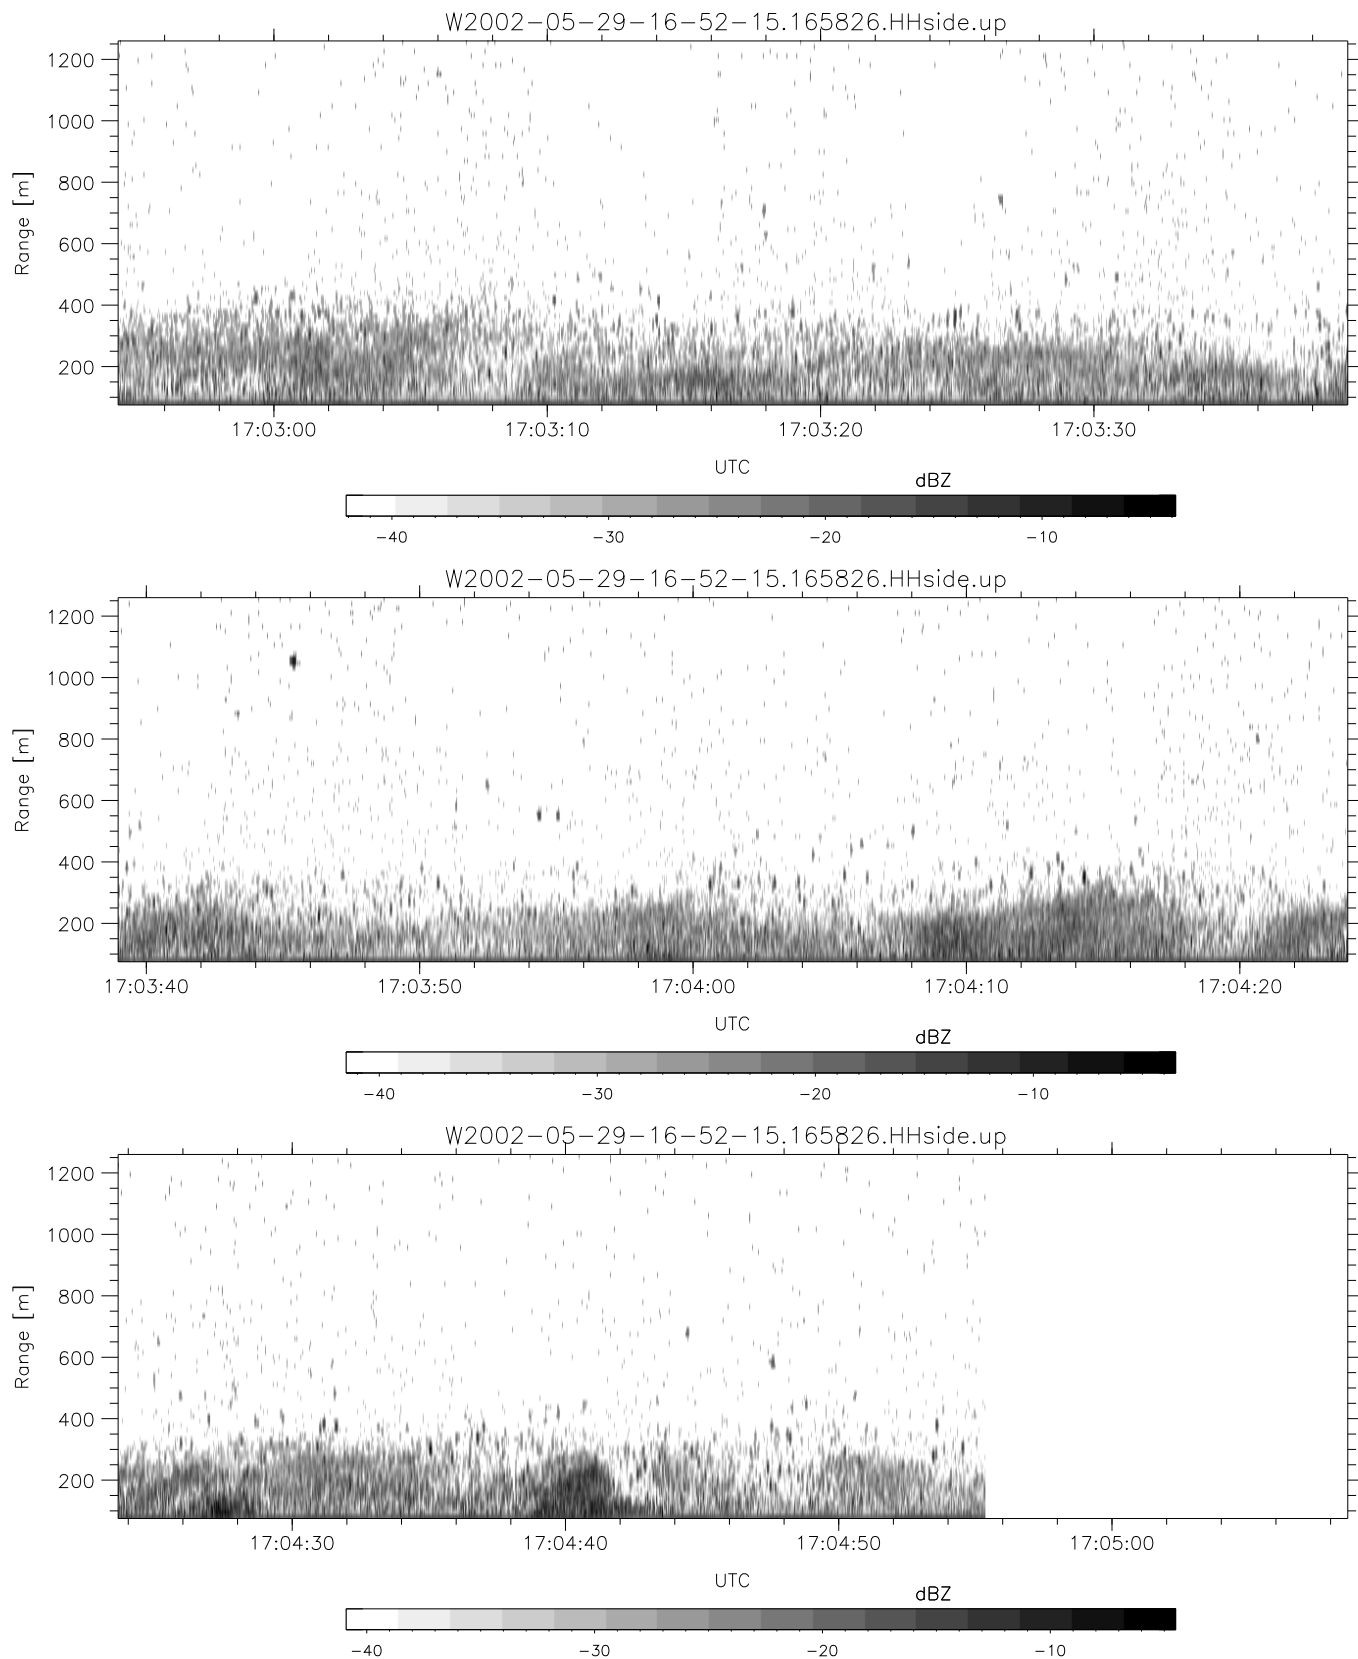 W2002-05-29-16-52-15.165826.HHside.up
1200
1000
800
600
400
200
Range [m]
17:03:00 17:03:10 17:03:20 17:03:30
UTC
dBZ
-40 -30 -20 -10
W2002-05-29-16-52-15.165826.HHside.up
1200
1000
800
600
400
200
Range [m]
17:03:40 17:03:50 17:04:00 17:04:10 17:04:20
UTC
dBZ
-40 -30 -20 -10
W2002-05-29-16-52-15.165826.HHside.up
1200
1000
800
600
400
200
Range [m]
17:04:30 17:04:40 17:04:50 17:05:00
UTC
dBZ
-40 -30 -20 -10